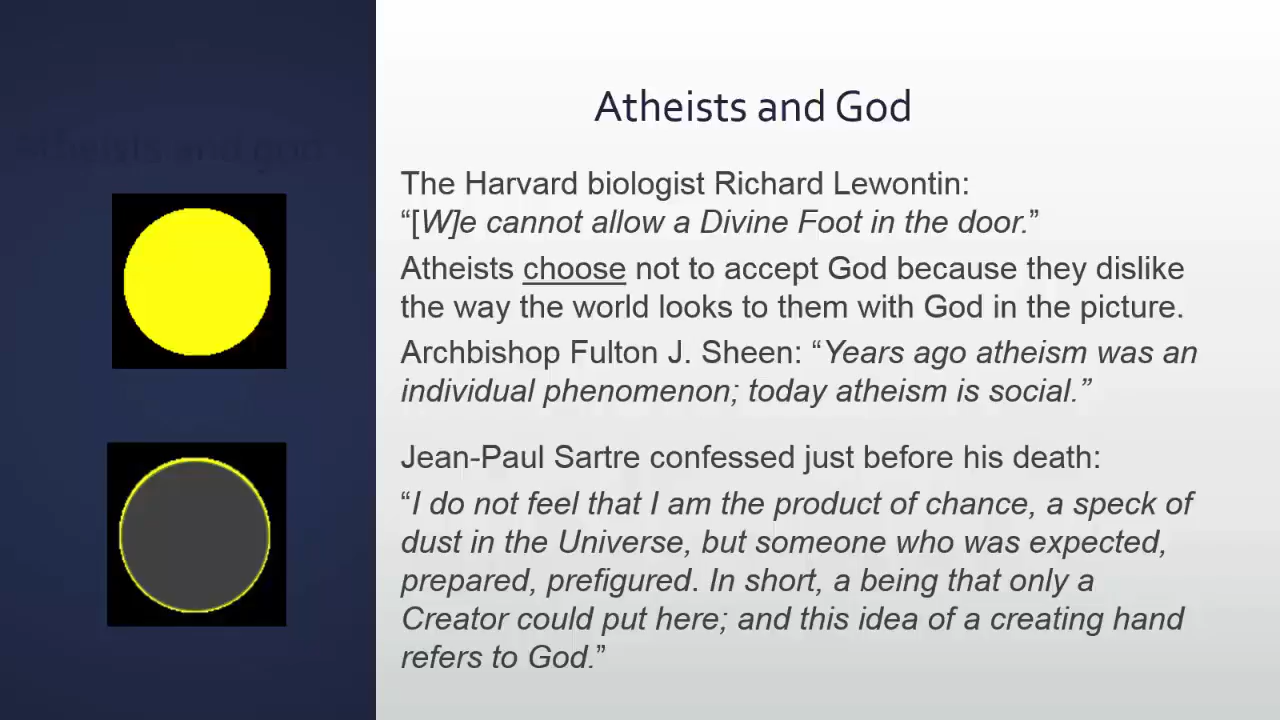 Atheists and god
Atheists and God
The Harvard biologist Richard Lewontin:
“[W]e cannot allow a Divine Foot in the door.”
Atheists choose not to accept God because they dislike
the way the world looks to them with God in the picture.
Archbishop Fulton J. Sheen: “Years ago atheism was an
individual phenomenon; today atheism is social.”
Jean-Paul Sartre confessed just before his death:
“I do not feel that I am the product of chance, a speck of
dust in the Universe, but someone who was expected,
prepared, prefigured. In short, a being that only a
Creator could put here; and this idea of a creating hand
refers to God.”